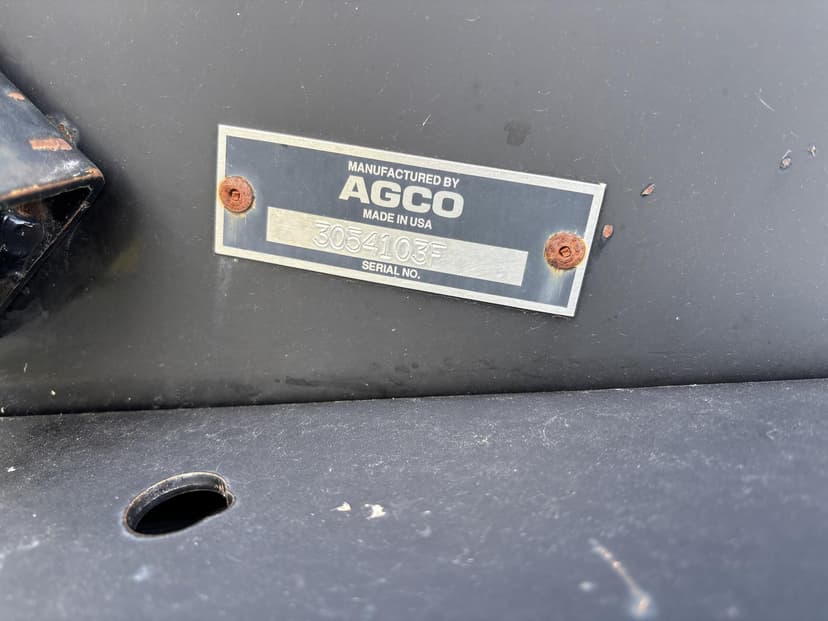 MANUFACTURED BY
AGCO
MADE IN USA
3054103F
SERIAL NO.